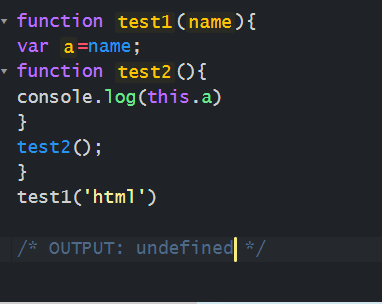 function test1(name){
var a=name;
function test2(){
console.log(this.a)
}
test2();
}
test1('html')
/* OUTPUT: undefined */